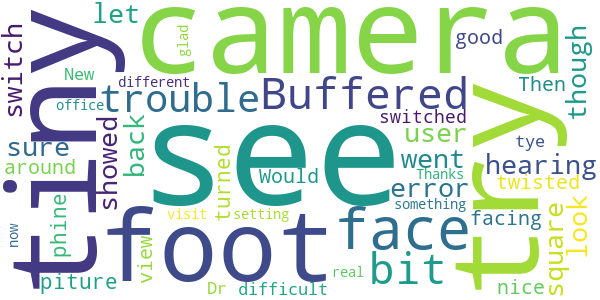 let
camera
glad
good
switch
tiny
New
different
office
trouble
Buffered
though
Then
try
showed
back
see
switched
user
tye
sure
around
foot
face
hearing
went
Would
error
Thanks
twisted
turned
something
facing
look
square
phine
now
view
visit
setting
bit
piture
Dr
difficult
real
nice